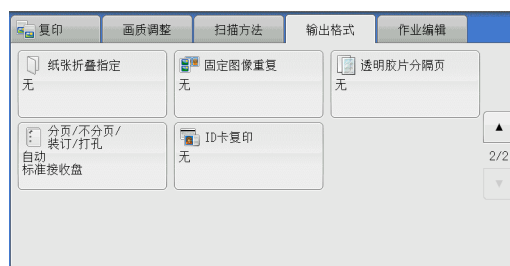 复印
画质调整
扫描方法
输出格式
作业编辑
纸张折叠指定
无
固定图像重复
无
透明胶片分隔页
无
分页/不分页/
装订/打孔
自动
标准接收盘
ID卡复印
无
2/2